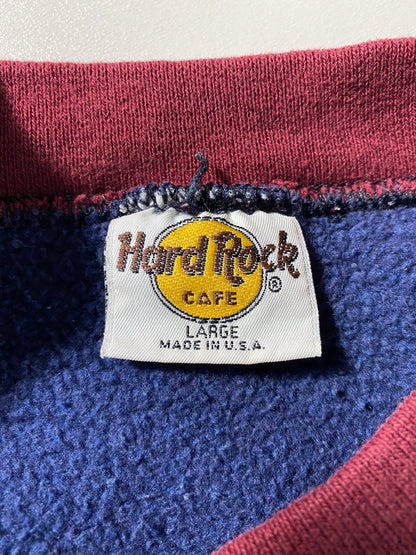 Hard Rock
CAFE
®
LARGE
MADE IN U.S.A.